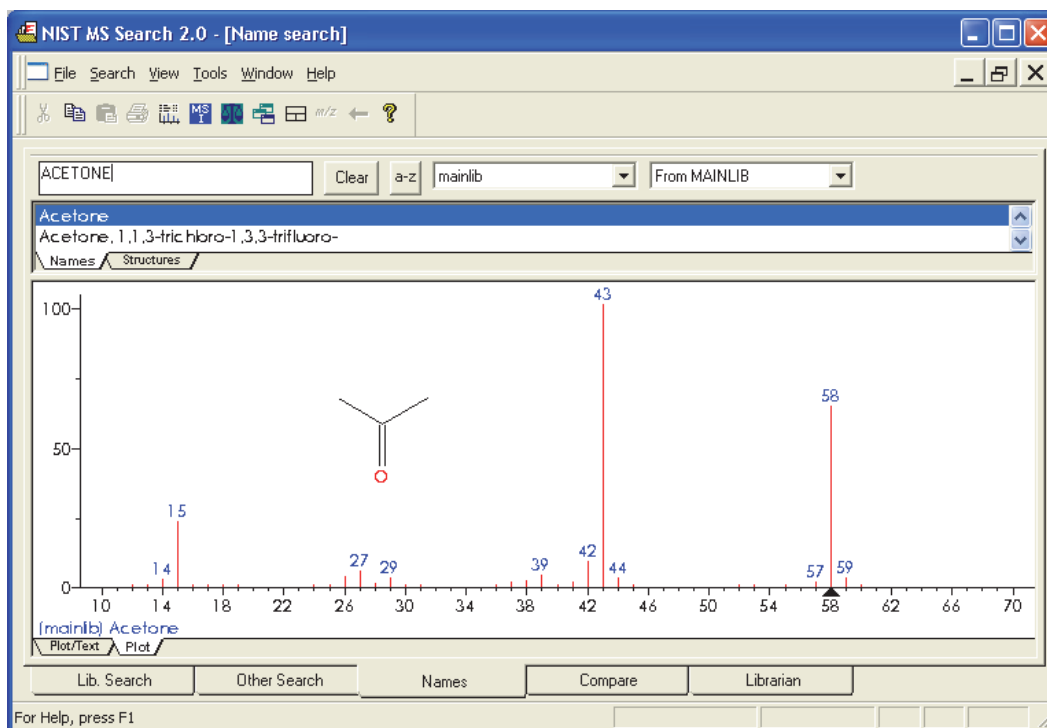 NIST MS Search 2.0 - [Name search]
File Search View Tools Window Help
MS I m/z ?
ACETONE Clear a-z mainlib From MAINLIB
Acetone
Acetone, 1,1,3-trichloro-1,3,3-trifluoro-
Names Structures
100
50
0
43
58
15
14
27
29
39
42
44
57
59
O
10 14 18 22 26 30 34 38 42 46 50 54 58 62 66 70
(mainlib) Acetone
Plot/Text Plot
Lib. Search Other Search Names Compare Librarian
For Help, press F1